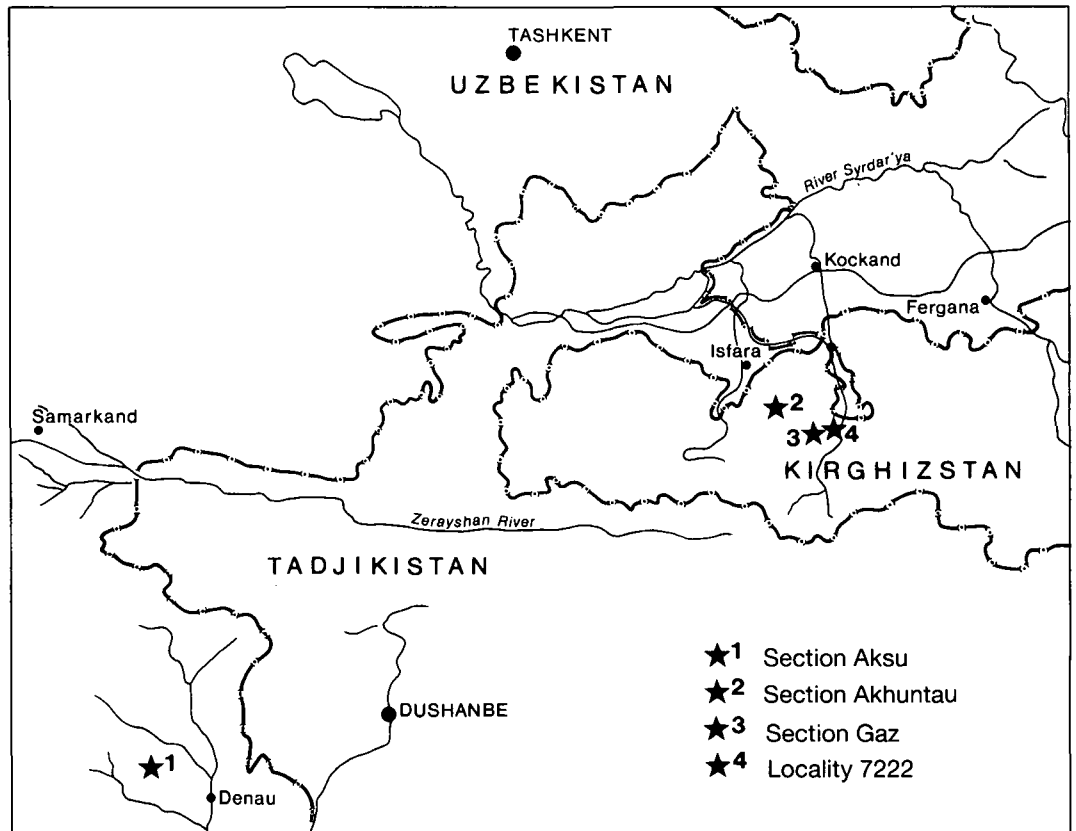 TASHKENT
UZBEKISTAN
River Syrdar'ya
Kockand
Fergana
Isfara
2
3
4
Samarkand
KIRGHIZSTAN
Zerayshan River
TADJIKISTAN
1 Section Aksu
2 Section Akhuntau
DUSHANBE
3 Section Gaz
1
4 Locality 7222
Denau